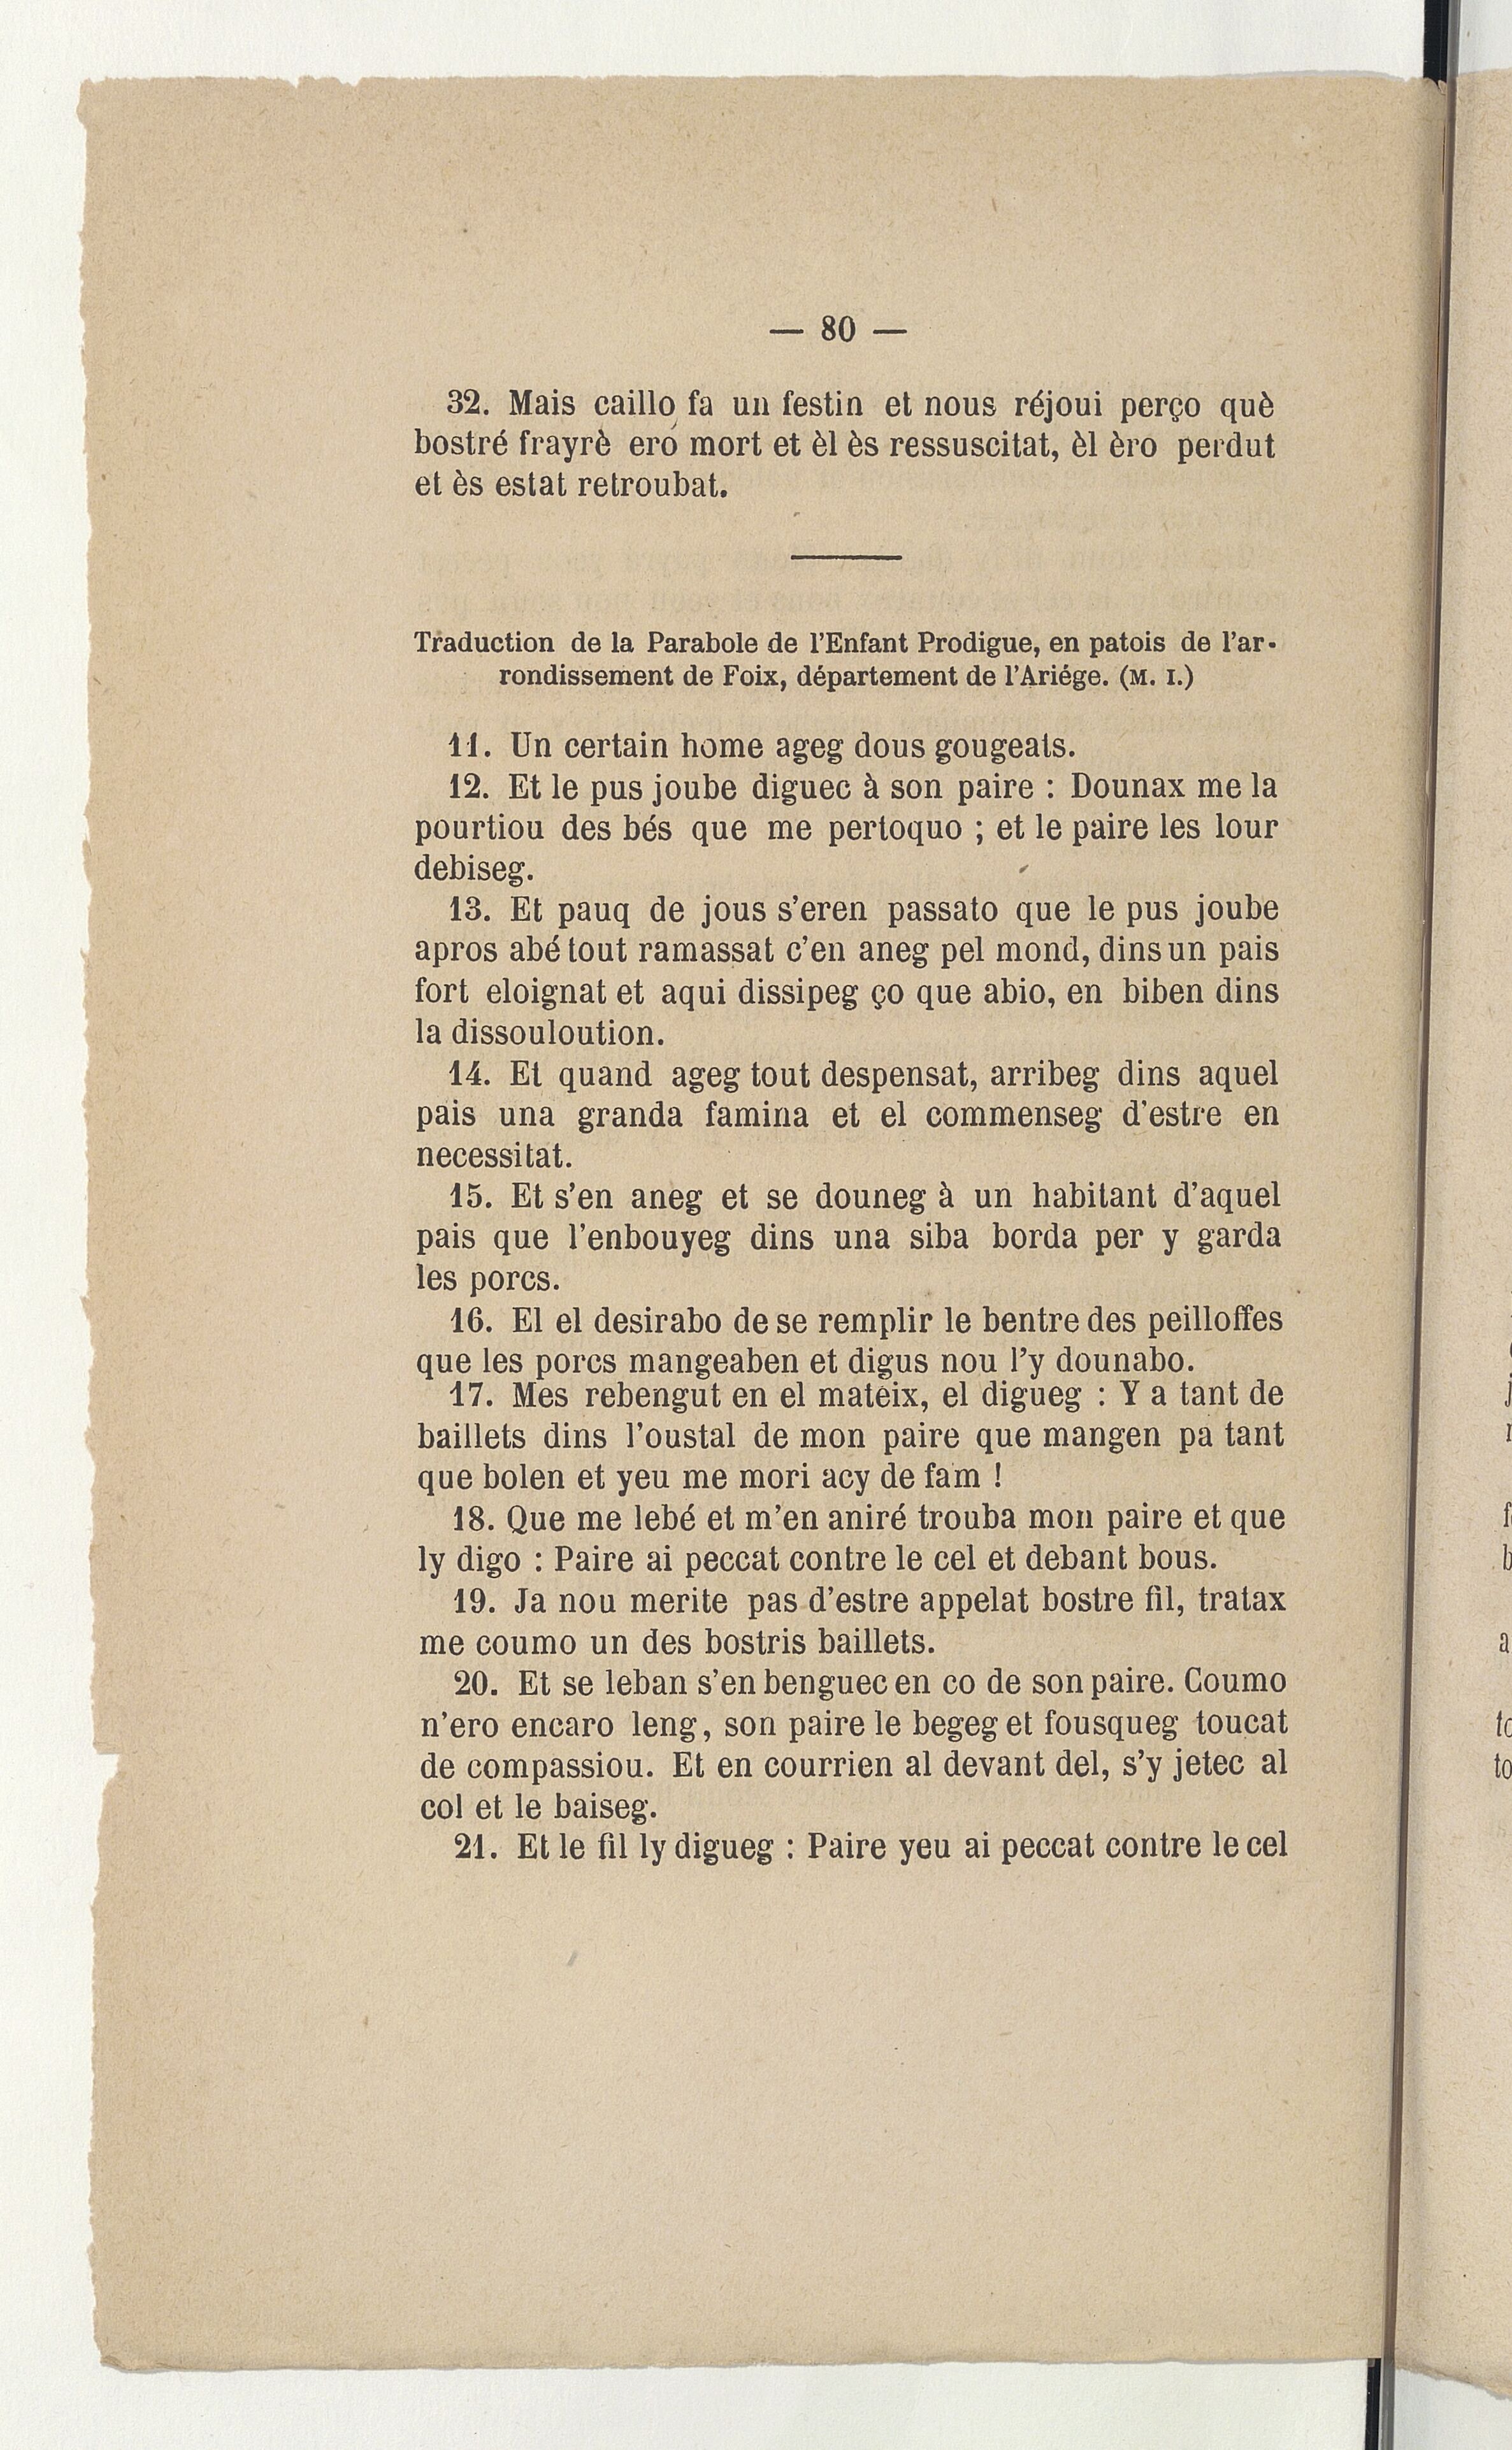 — 80 —
32. Mais caillo fa un festin et nous réjoui perço què
bostré frayrè ero mort et èl ès ressuscitat, èl èro perdut
et ès estat retroubat.
Traduction de la Parabole de l'Enfant Prodigue, en patois de l'ar-
rondissement de Foix, département de l'Ariége. (M. I.)
11. Un certain home ageg dous gougeats.
12. Et le pus joube diguec à son paire : Dounax me la
pourtiou des bés que me pertoquo ; et le paire les lour
debiseg.
13. Et pauq de jous s'eren passato que le pus joube
apros abé tout ramassat c'en aneg pel mond, dins un pais
fort eloignat et aqui dissipeg ço que abio, en biben dins
la dissouloution.
14. Et quand ageg tout despensat, arribeg dins aquel
pais una granda famina et el commenseg d'estre en
necessitat.
15. Et s'en aneg et se douneg à un habitant d'aquel
pais que l'enbouyeg dins una siba borda per y garda
les porcs.
16. El el desirabo de se remplir le bentre des peilloffes
que les porcs mangeaben et digus nou l'y dounabo.
17. Mes rebengut en el mateix, el digueg : Y a tant de
baillets dins l'oustal de mon paire que mangen pa tant
que bolen et yeu me mori acy de fam !
18. Que me lebé et m'en aniré trouba mon paire et que
ly digo : Paire ai peccat contre le cel et debant bous.
19. Ja nou merite pas d'estre appelat bostre fil, tratax
me coumo un des bostris baillets.
20. Et se leban s'en benguec en co de son paire. Coumo
n'ero encaro leng, son paire le begeg et fousqueg toucat
de compassiou. Et en courrien al devant del, s'y jetec al
col et le baiseg.
21. Et le fil ly digueg : Paire yeu ai peccat contre le cel